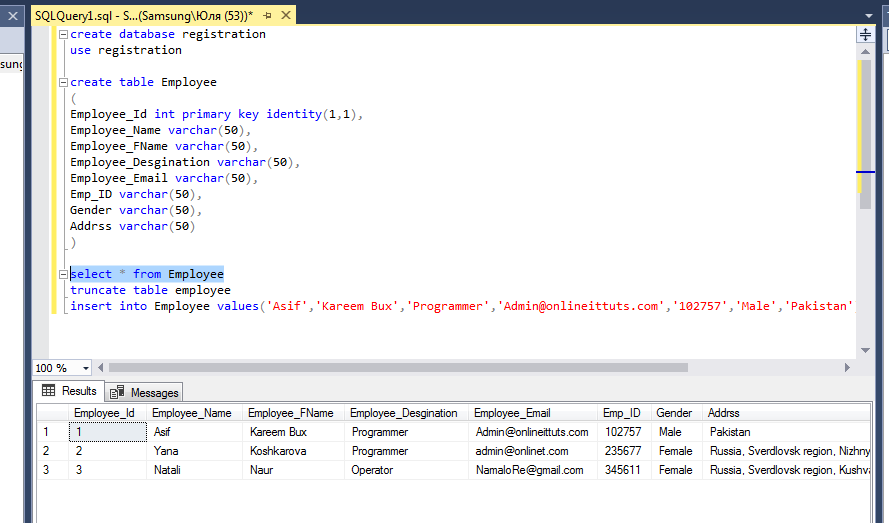 SQLQuery1.sql - S...(Samsung\Юля (53))*
create database registration
use registration
create table Employee
(
Employee_Id int primary key identity(1,1),
Employee_Name varchar(50),
Employee_FName varchar(50),
Employee_Desgination varchar(50),
Employee_Email varchar(50),
Emp_ID varchar(50),
Gender varchar(50),
Addrss varchar(50)
)
select * from Employee
truncate table employee
insert into Employee values('Asif','Kareem Bux','Programmer','Admin@onlineittuts.com','102757','Male','Pakistan'
100 %
Results Messages
Employee_Id Employee_Name Employee_FName Employee_Desgination Employee_Email Emp_ID Gender Addrss
1 1 Asif Kareem Bux Programmer Admin@onlineittuts.com 102757 Male Pakistan
2 2 Yana Koshkarova Programmer admin@onlinet.com 235677 Female Russia, Sverdlovsk region, Nizhny
3 3 Natali Naur Operator NamaloRe@gmail.com 345611 Female Russia, Sverdlovsk region, Kushva